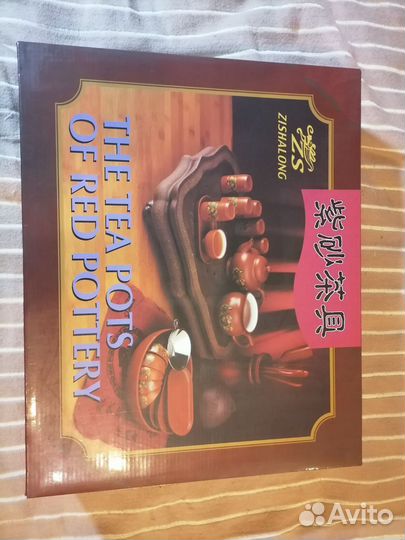 ZS
ZISHALONG
紫砂茶具
THE TEA POTS
OF RED POTTERY
Avito